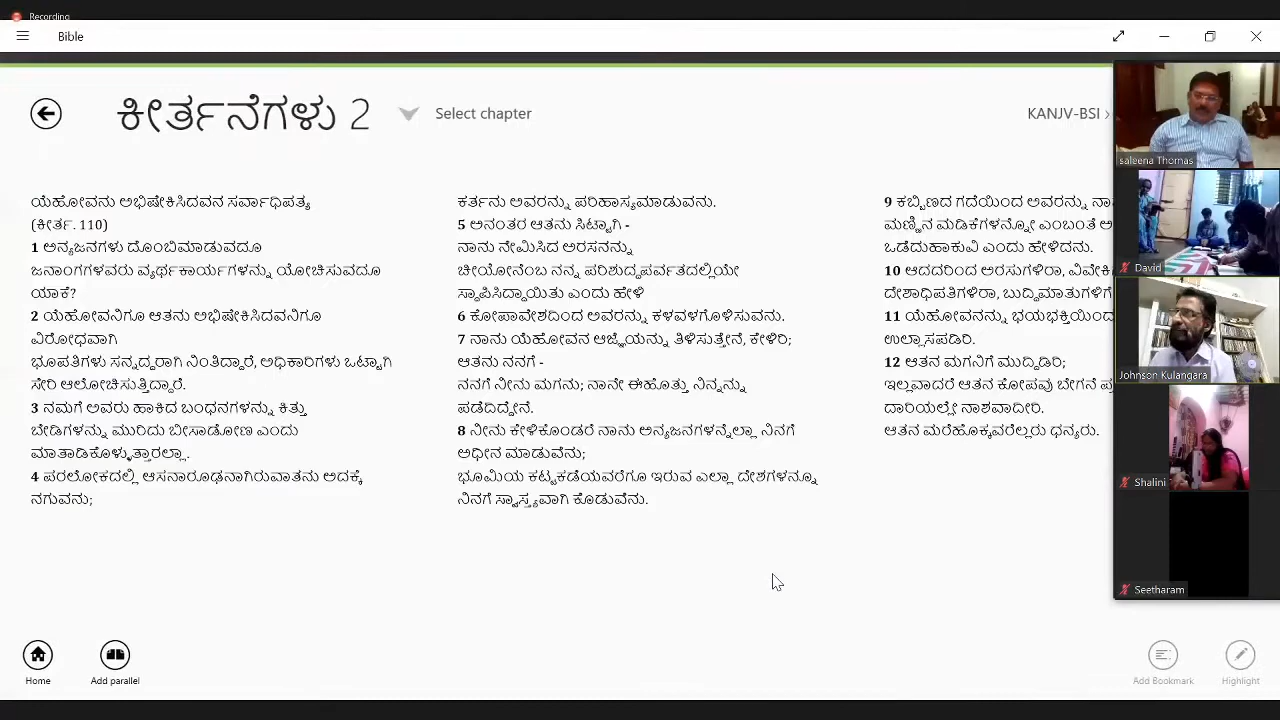 Recording
Bible
ಕೀರ್ತನೆಗಳು 2
Select chapter
KANJV-BSI
ಯೆಹೋವನು ಅಭಿಷೇಕಿಸಿದವನ ಸರ್ವಾಧಿಪತ್ಯ
(ಕೀರ್ತ. 110)
1 ಅನ್ಯಜನಗಳು ದೊಂಬಿಮಾಡುವದೂ
ಜನಾಂಗಗಳವರು ವ್ಯರ್ಥಕಾರ್ಯಗಳನ್ನು ಯೋಚಿಸುವದೂ
ಯಾಕೆ?
2 ಯೆಹೋವನಿಗೂ ಆತನು ಅಭಿಷೇಕಿಸಿದವನಿಗೂ
ವಿರೋಧವಾಗಿ
ಭೂಪತಿಗಳು ಸನ್ನದ್ಧರಾಗಿ ನಿಂತಿದ್ದಾರೆ, ಅಧಿಕಾರಿಗಳು ಒಟ್ಟಾಗಿ
ಸೇರಿ ಆಲೋಚಿಸುತ್ತಿದ್ದಾರೆ.
3 ನಮಗೆ ಅವರು ಹಾಕಿದ ಬಂಧನಗಳನ್ನು ಕಿತ್ತು
ಬೇಡಿಗಳನ್ನು ಮುರಿದು ಬೀಸಾಡೋಣ ಎಂದು
ಮಾತಾಡಿಕೊಳ್ಳುತ್ತಾರಲ್ಲಾ.
4 ಪರಲೋಕದಲ್ಲಿ ಆಸನಾರೂಢನಾಗಿರುವಾತನು ಅದಕ್ಕೆ
ನಗುವನು;
ಕರ್ತನು ಅವರನ್ನು ಪರಿಹಾಸ್ಯಮಾಡುವನು.
5 ಅನಂತರ ಆತನು ಸಿಟ್ಟಾಗಿ -
ನಾನು ನೇಮಿಸಿದ ಅರಸನನ್ನು
ಚೀಯೋನೆಂಬ ನನ್ನ ಪರಿಶುದ್ಧಪರ್ವತದಲ್ಲಿಯೇ
ಸ್ಥಾಪಿಸಿದ್ದಾಯಿತು ಎಂದು ಹೇಳಿ
6 ಕೋಪಾವೇಶದಿಂದ ಅವರನ್ನು ಕಳವಳಗೊಳಿಸುವನು.
7 ನಾನು ಯೆಹೋವನ ಆಜ್ಞೆಯನ್ನು ತಿಳಿಸುತ್ತೇನೆ, ಕೇಳಿರಿ;
ಆತನು ನನಗೆ -
ನನಗೆ ನೀನು ಮಗನು; ನಾನೇ ಈಹೊತ್ತು ನಿನ್ನನ್ನು
ಪಡೆದಿದ್ದೇನೆ.
8 ನೀನು ಕೇಳಿಕೊಂಡರೆ ನಾನು ಅನ್ಯಜನಗಳನ್ನೆಲ್ಲಾ ನಿನಗೆ
ಅಧೀನ ಮಾಡುವೆನು;
ಭೂಮಿಯ ಕಟ್ಟಕಡೆಯವರೆಗೂ ಇರುವ ಎಲ್ಲಾ ದೇಶಗಳನ್ನೂ
ನಿನಗೆ ಸ್ವಾಸ್ತ್ಯವಾಗಿ ಕೊಡುವೆನು.
9 ಕಬ್ಬಿಣದ ಗದೆಯಿಂದ ಅವರನ್ನು
ಮಣ್ಣಿನ ಮಡಿಕೆಗಳನ್ನೋ ಎಂಬಂತೆ
ಒಡೆದುಹಾಕುವಿ ಎಂದು ಹೇಳಿದನು.
10 ಆದದರಿಂದ ಅರಸುಗಳಿರಾ,
ದೇಶಾಧಿಪತಿಗಳಿರಾ, ಬುದ್ಧಿಮಾತುಗಳಿಗೆ
11 ಯೆಹೋವನನ್ನು ಭಯಭಕ್ತಿಯಿಂದ
ಉಲ್ಲಾಸಪಡಿರಿ.
12 ಆತನ ಮಗನಿಗೆ ಮುದ್ದಿಡಿರಿ;
ಇಲ್ಲವಾದರೆ ಆತನ ಕೋಪವು ಬೇಗನೆ
ದಾರಿಯಲ್ಲೇ ನಾಶವಾದೀರಿ.
ಆತನ ಮರೆಹೊಕ್ಕವರೆಲ್ಲರು ಧನ್ಯರು.
saleena Thomas
David
Johnson Kulangara
Shalini
Seetharam
Home
Add parallel
Add Bookmark
Highlight